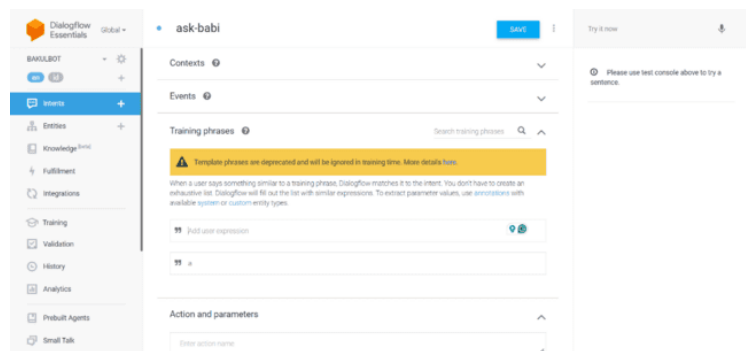 Dialogflow
Essentials
Global
BAKULBOT
en id
Intents
Entities
Knowledge [beta]
Fulfillment
Integrations
Training
Validation
History
Analytics
Prebuilt Agents
Small Talk
ask-babi
SAVE
Contexts
Events
Training phrases
Search training phrases
Template phrases are deprecated and will be ignored in training time. More details here.
When a user says something similar to a training phrase, Dialogflow matches it to the intent. You don't have to create an
exhaustive list. Dialogflow will fill out the list with similar expressions. To extract parameter values, use annotations with
available system or custom entity types.
Add user expression
a
Action and parameters
Enter action name
Try it now
Please use test console above to try a
sentence.